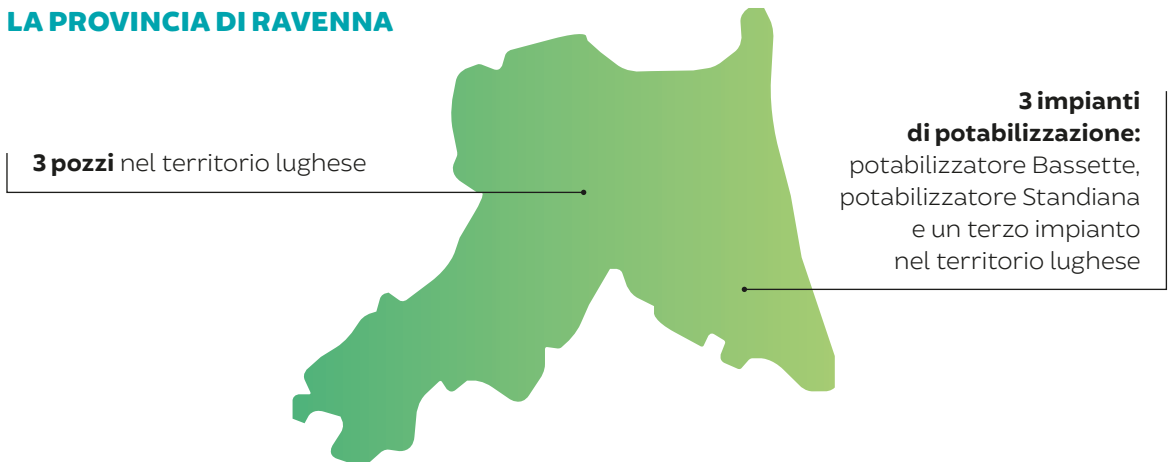 LA PROVINCIA DI RAVENNA
3 pozzi nel territorio lughese
3 impianti
di potabilizzazione:
potabilizzatore Bassette,
potabilizzatore Standiana
e un terzo impianto
nel territorio lughese